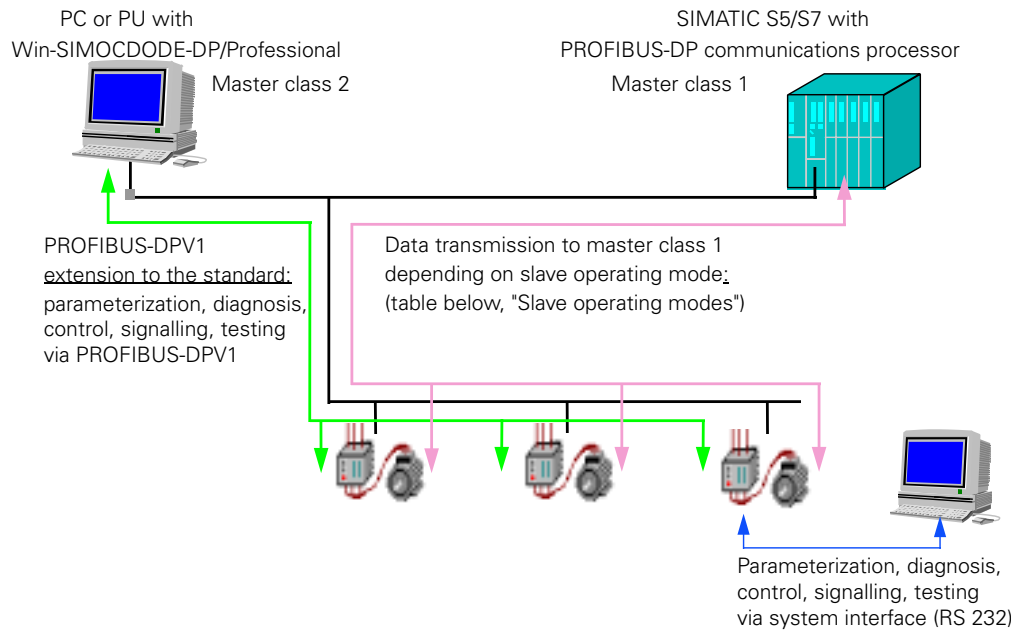 PC or PU with
Win-SIMOCDODE-DP/Professional
Master class 2
SIMATIC S5/S7 with
PROFIBUS-DP communications processor
Master class 1
PROFIBUS-DPV1
extension to the standard:
parameterization, diagnosis,
control, signalling, testing
via PROFIBUS-DPV1
Data transmission to master class 1
depending on slave operating mode:
(table below, "Slave operating modes")
Parameterization, diagnosis,
control, signalling, testing
via system interface (RS 232)